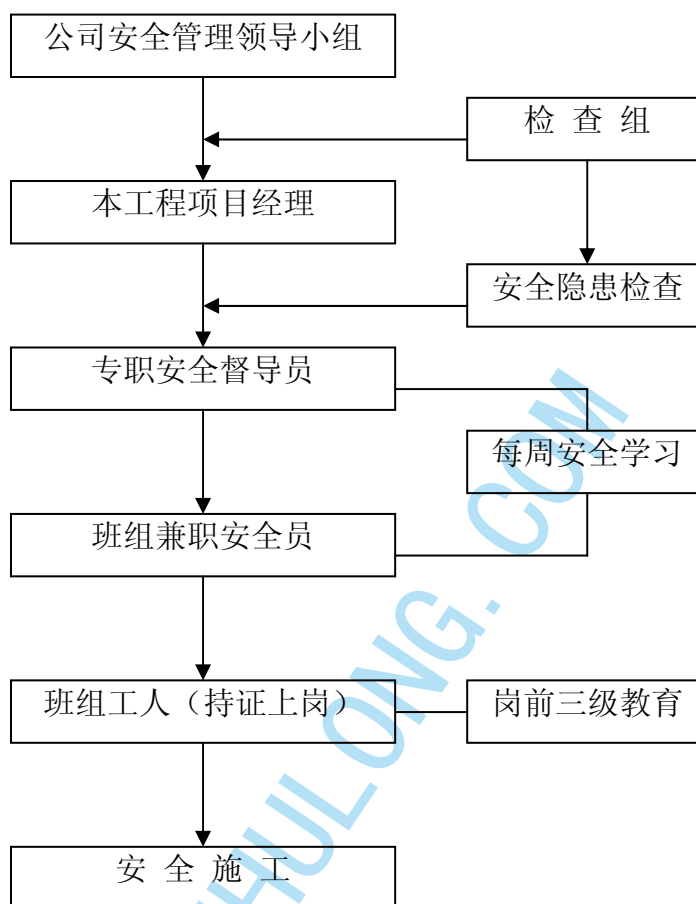 公司安全管理领导小组
检 查 组
本工程项目经理
安全隐患检查
专职安全督导员
每周安全学习
班组兼职安全员
班组工人（持证上岗）
岗前三级教育
安 全 施 工
HULONG.COM